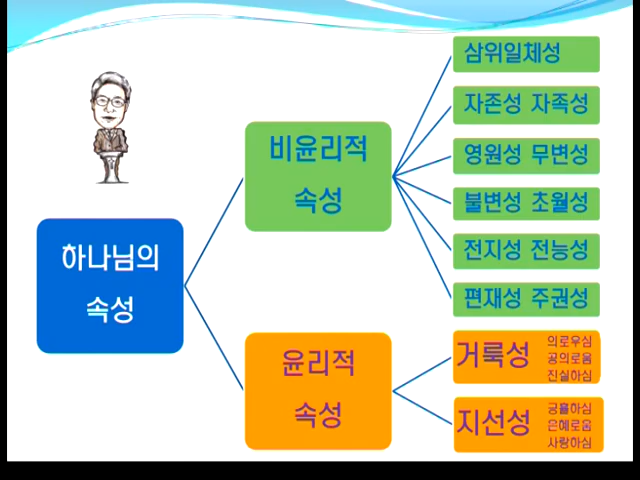 하나님의
속성
비윤리적
속성
삼위일체성
자존성 자족성
영원성 무변성
불변성 초월성
전지성 전능성
편재성 주권성
윤리적
속성
거룩성
의로우심
공의로움
진실하심
지선성
긍휼하심
은혜로움
사랑하심